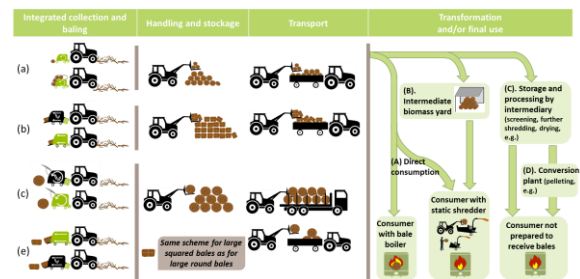 Integrated collection and
baling
Handling and stockage
Transport
Transformation
and/or final use
(a)
(b)
(c)
(e)
Same scheme for large
squared bales as for
large round bales
(B).
Intermediate
biomass yard
(C). Storage and
processing by
intermediary
(screening, further
shredding, drying,
e.g.)
(A) Direct
consumption
(D). Conversion
plant (pelleting,
e.g.)
Consumer
with bale
boiler
Consumer with
static shredder
Consumer not
prepared to
receive bales